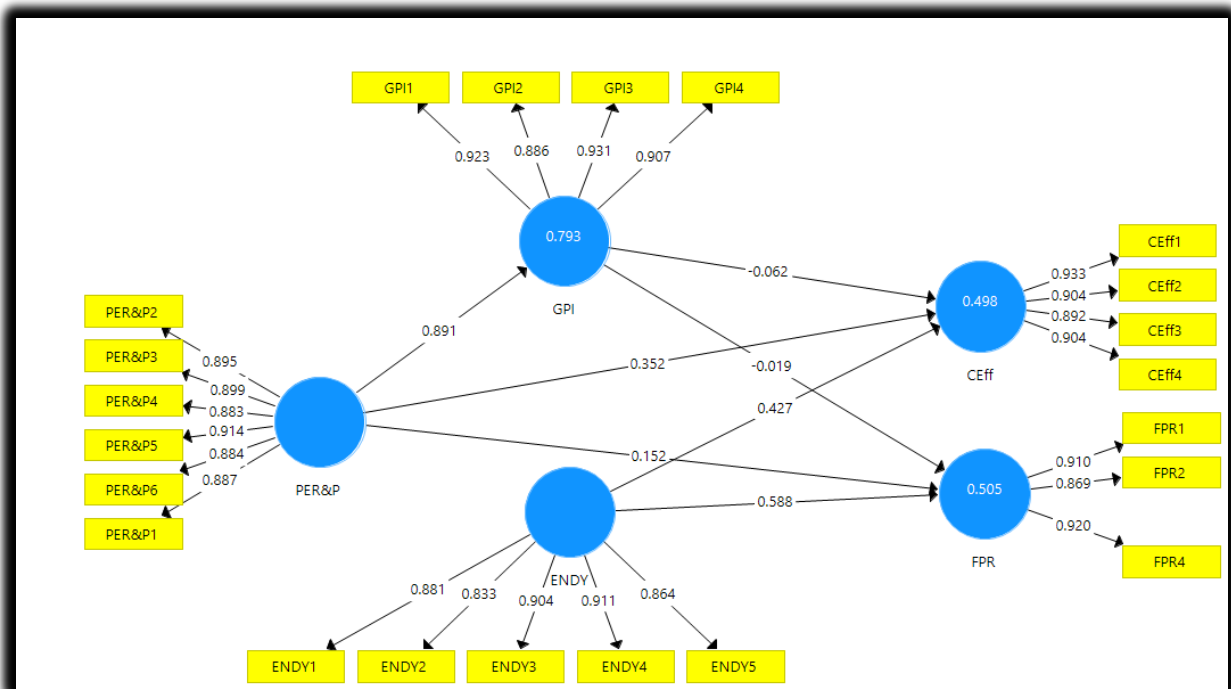 GPI1 GPI2 GPI3 GPI4
0.923 0.886 0.931 0.907
0.793
GPI
CEff1
CEff2
CEff3
CEff4
0.933
0.904
0.892
0.904
0.498
CEff
-0.062
0.891
0.352
-0.019
0.427
0.152
0.588
PER&P2
PER&P3
PER&P4
PER&P5
PER&P6
PER&P1
0.895
0.899
0.883
0.914
0.884
0.887
PER&P
FPR1
FPR2
FPR4
0.910
0.869
0.920
0.505
FPR
ENDY
0.881 0.833 0.904 0.911 0.864
ENDY1 ENDY2 ENDY3 ENDY4 ENDY5